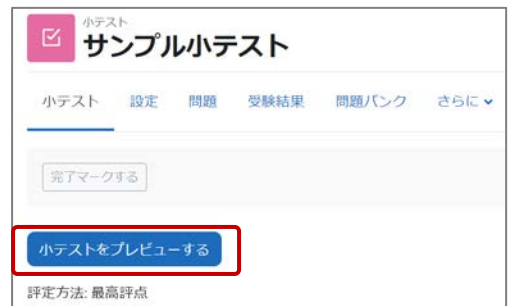 小テスト
サンプル小テスト
小テスト 設定 問題 受験結果 問題バンク さらに
完了マークする
小テストをプレビューする
評定方法: 最高評点